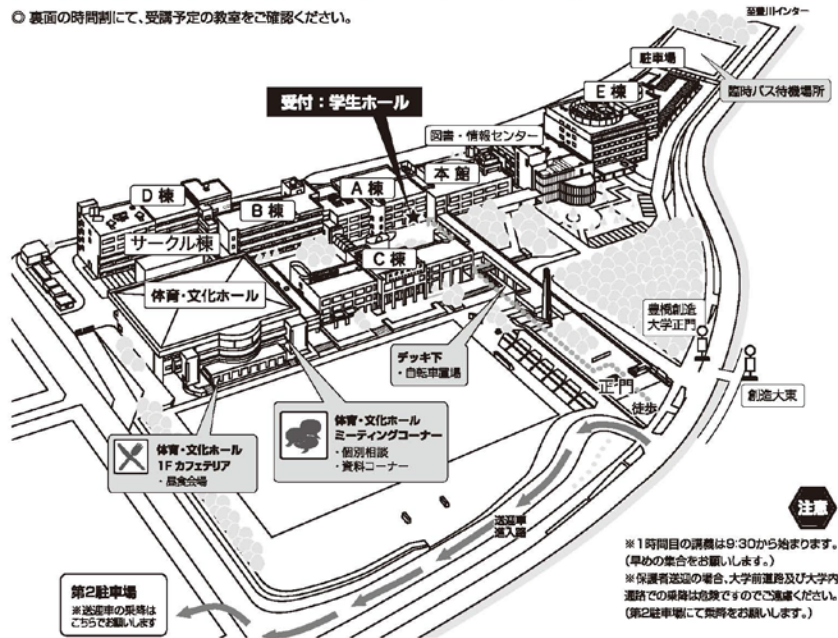 ◎ 裏面の時間割にて、受講予定の教室をご確認ください。
至豊川インター
駐車場
臨時バス待機場所
E棟
受付：学生ホール
図書・情報センター
本館
A棟
D棟
B棟
サークル棟
C棟
体育・文化ホール
豊橋創造
大学正門
デッキ下
・自転車置場
正門
徒歩
創造大東
体育・文化ホール
ミーティングコーナー
・個別相談
・資料コーナー
体育・文化ホール
1F カフェテリア
・昼食会場
送迎車
進入路
注意
※1時間目の講義は9:30から始まります。
(早めの集合をお願いします。)
※保護者送迎の場合、大学前道路及び大学内
通路での乗降は危険ですのでご遠慮ください。
(第2駐車場にて乗降をお願いします。)
第2駐車場
※送迎車の乗降は
こちらでお願いします